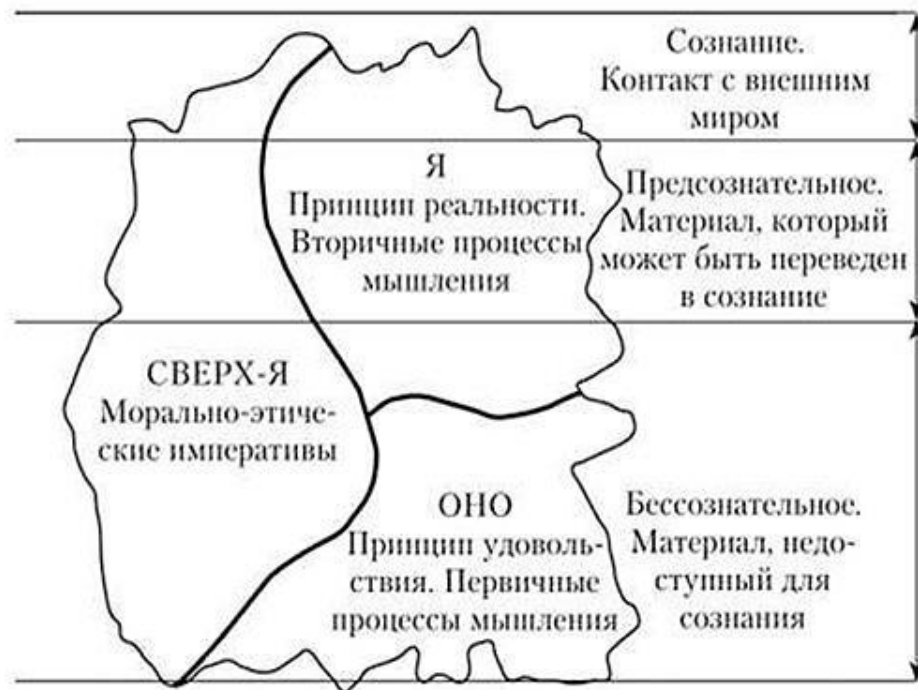 Сознание.
Контакт с внешним
миром
Я
Принцип реальности.
Вторичные процессы
мышления
Предсознательное.
Материал, который
может быть переведен
в сознание
СВЕРХ-Я
Морально-этиче-
ские императивы
ОНО
Принцип удоволь-
ствия. Первичные
процессы мышления
Бессознательное.
Материал, недо-
ступный для
сознания